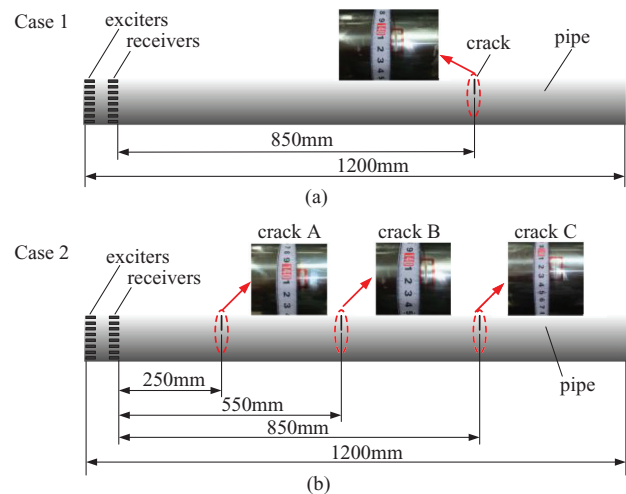 Case 1
exciters
receivers
crack
pipe
850mm
1200mm
(a)
Case 2
exciters
receivers
crack A
crack B
crack C
250mm
550mm
850mm
1200mm
pipe
(b)